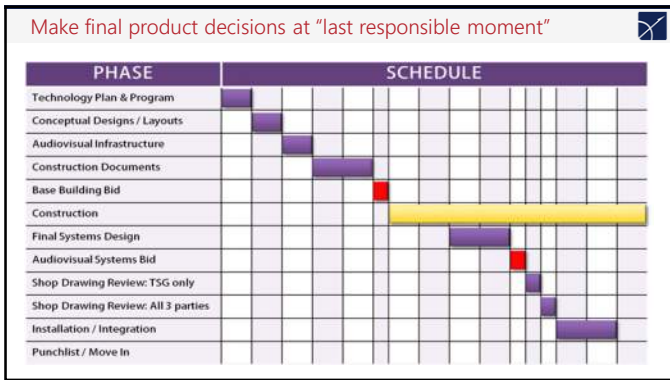 Make final product decisions at “last responsible moment”
PHASE SCHEDULE
Technology Plan & Program
Conceptual Designs / Layouts
Audiovisual Infrastructure
Construction Documents
Base Building Bid
Construction
Final Systems Design
Audiovisual Systems Bid
Shop Drawing Review: TSG only
Shop Drawing Review: All 3 parties
Installation / Integration
Punchlist / Move In